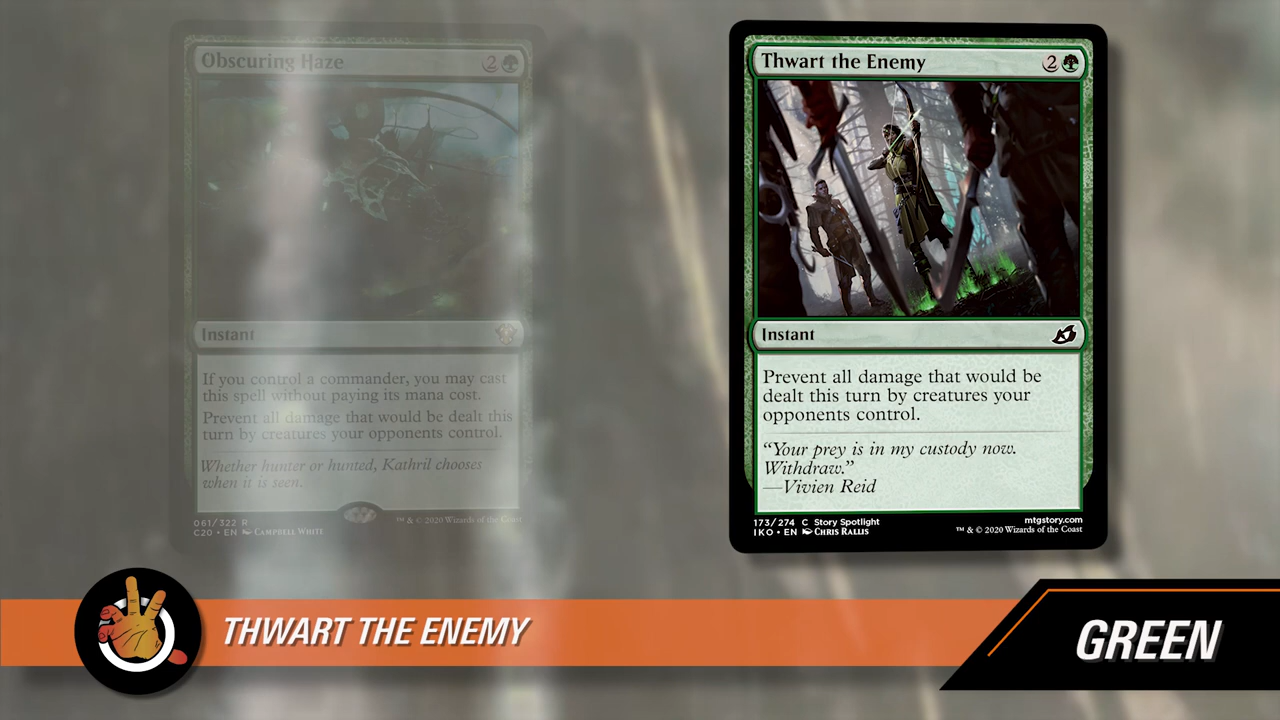 Obscuring Haze 2
Instant
If you control a commander, you may cast
this spell without paying its mana cost.
Prevent all damage that would be dealt this
turn by creatures your opponents control.
Whether hunter or hunted, Kathril chooses
when it is seen.
061/322 R
C20 • EN CAMPBELL WHITE
™ & © 2020 Wizards of the Coast
Thwart the Enemy 2
Instant
Prevent all damage that would be
dealt this turn by creatures your
opponents control.
“Your prey is in my custody now.
Withdraw.”
—Vivien Reid
173/274 C Story Spotlight
IKO • EN CHRIS RALLIS
mtgstory.com
™ & © 2020 Wizards of the Coast
THWART THE ENEMY
GREEN